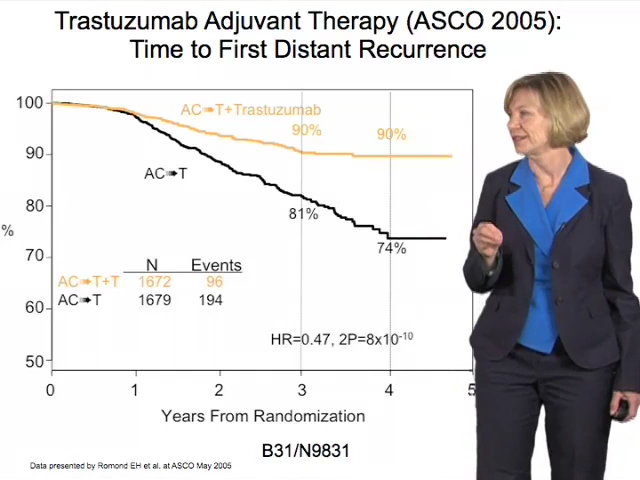 Trastuzumab Adjuvant Therapy (ASCO 2005):
Time to First Distant Recurrence
AC➠T+Trastuzumab
90% 90%
AC➠T
81%
74%
N Events
AC➠T+T 1672 96
AC➠T 1679 194
HR=0.47, 2P=8x10⁻¹⁰
%
100
90
80
70
60
50
0 1 2 3 4 5
Years From Randomization
B31/N9831
Data presented by Romond EH et al. at ASCO May 2005